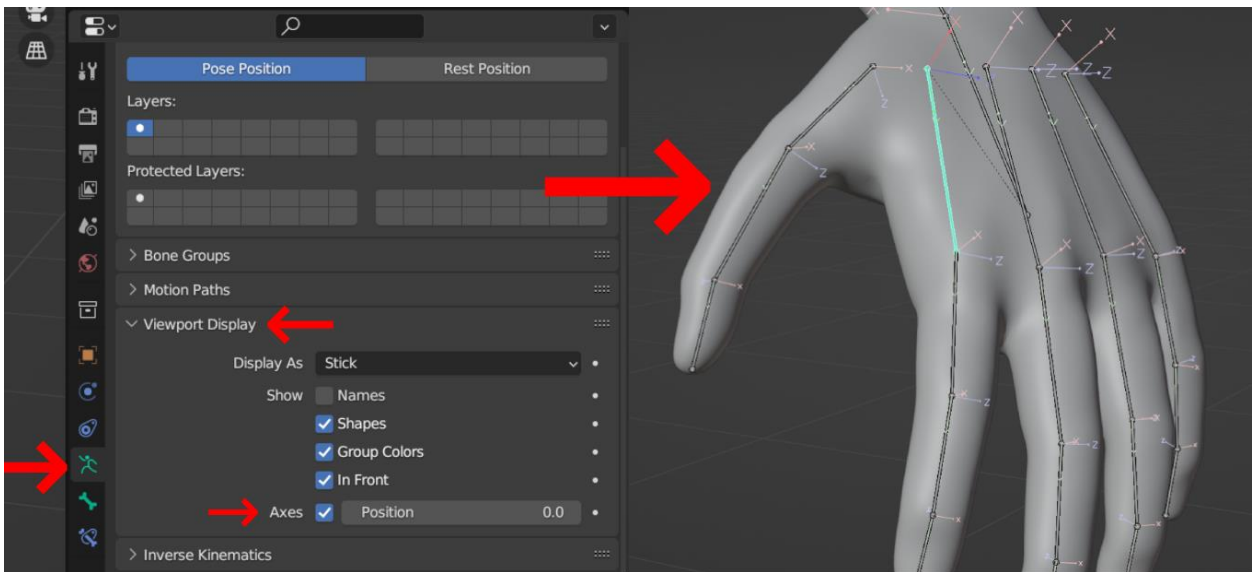 Pose Position Rest Position
Layers:
Protected Layers:
Bone Groups
Motion Paths
Viewport Display
Display As Stick
Show Names
Shapes
Group Colors
In Front
Axes Position 0.0
Inverse Kinematics
X X X X
X Z Z Z Z
Z
X
Z
X X X X
Z Z Z
X
Z
X Z
X Z
X
Z